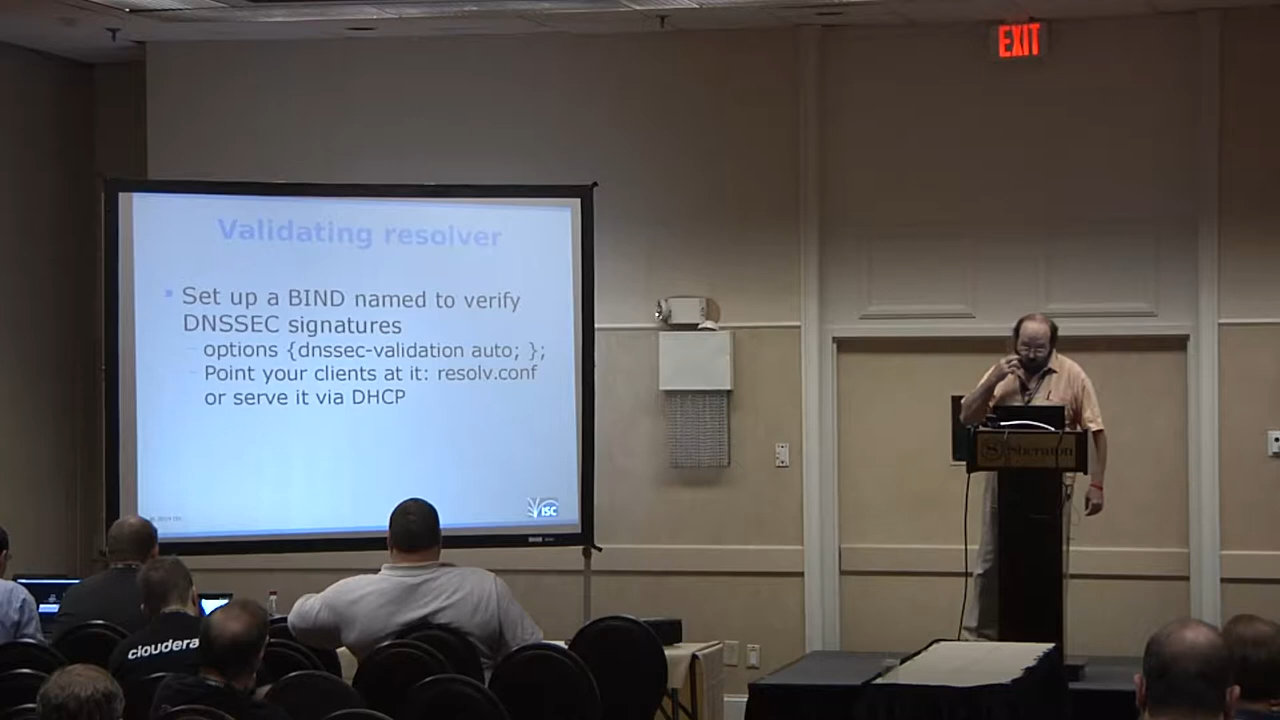 EXIT
Validating resolver
Set up a BIND named to verify
DNSSEC signatures
options {dnssec-validation auto; };
Point your clients at it: resolv.conf
or serve it via DHCP
ISC
Sheraton
cloudera